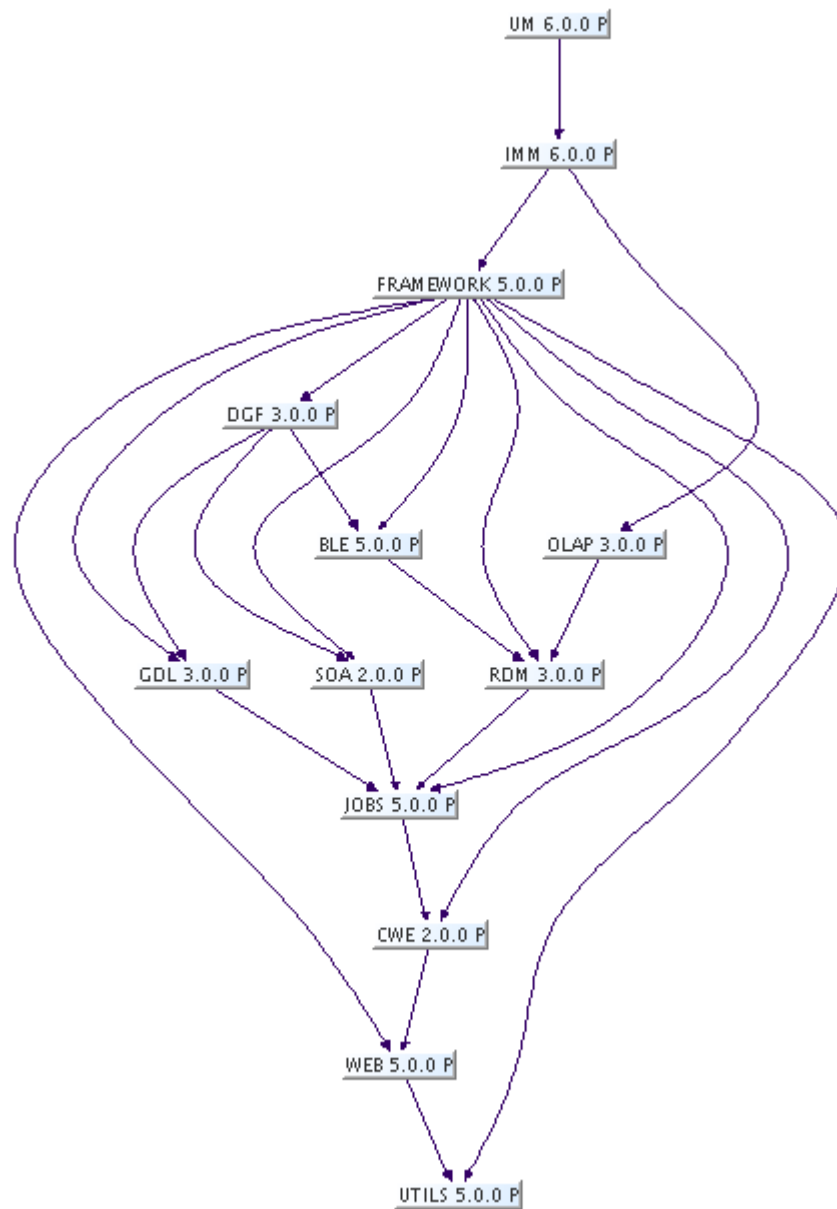 UM 6.0.0 P
IMM 6.0.0 P
FRAMEWORK 5.0.0 P
DGF 3.0.0 P
BLE 5.0.0 P
OLAP 3.0.0 P
GDL 3.0.0 P
SOA 2.0.0 P
RDM 3.0.0 P
JOBS 5.0.0 P
CWE 2.0.0 P
WEB 5.0.0 P
UTILS 5.0.0 P